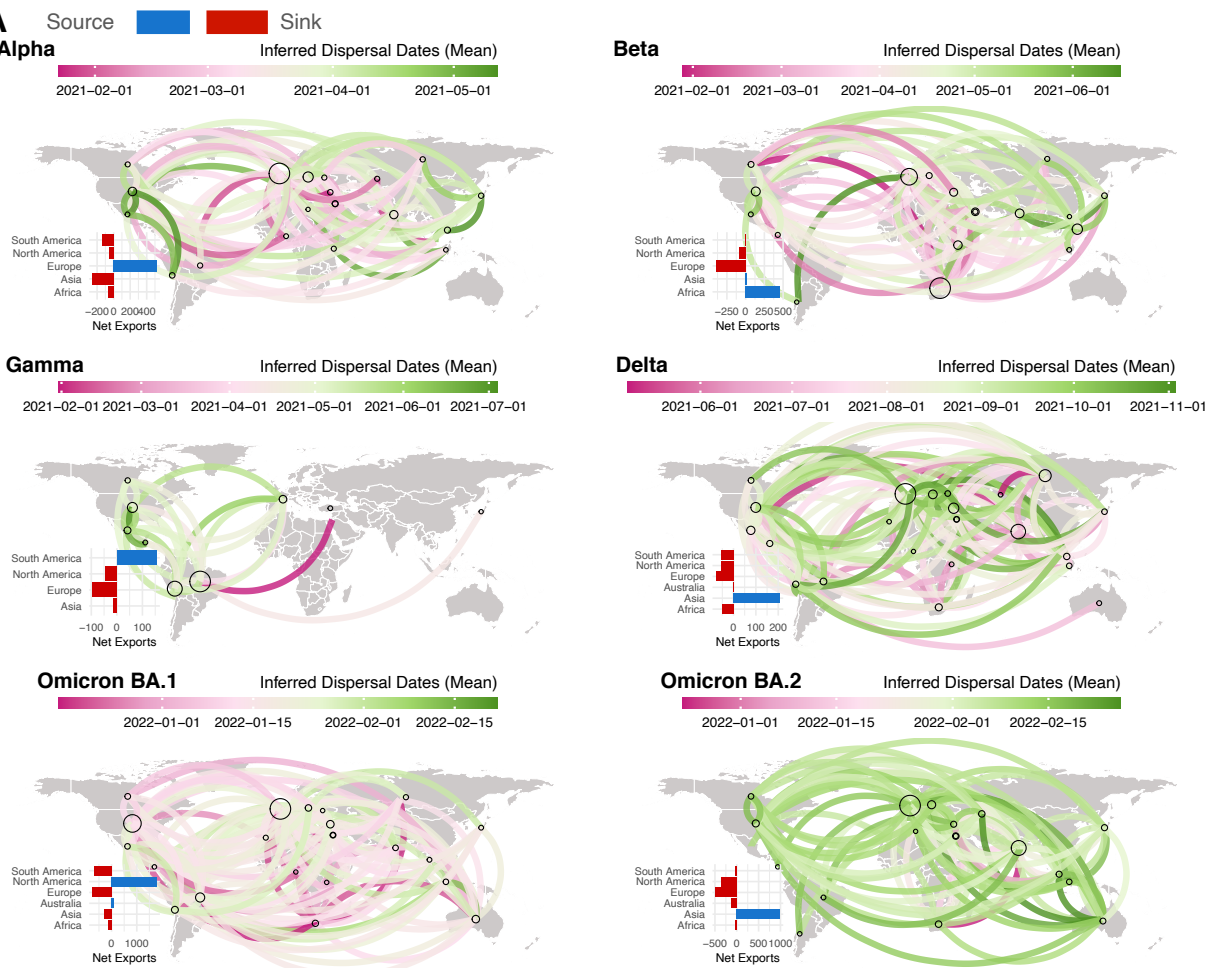 A
Source Sink
Alpha Inferred Dispersal Dates (Mean)
2021−02−01 2021−03−01 2021−04−01 2021−05−01
South America
North America
Europe
Asia
Africa
−200 0 200 400
Net Exports
Beta Inferred Dispersal Dates (Mean)
2021−02−01 2021−03−01 2021−04−01 2021−05−01 2021−06−01
South America
North America
Europe
Asia
Africa
−250 0 250 500
Net Exports
Gamma Inferred Dispersal Dates (Mean)
2021−02−01 2021−03−01 2021−04−01 2021−05−01 2021−06−01 2021−07−01
South America
North America
Europe
Asia
−100 0 100
Net Exports
Delta Inferred Dispersal Dates (Mean)
2021−06−01 2021−07−01 2021−08−01 2021−09−01 2021−10−01 2021−11−01
South America
North America
Europe
Australia
Asia
Africa
0 100 200
Net Exports
Omicron BA.1 Inferred Dispersal Dates (Mean)
2022−01−01 2022−01−15 2022−02−01 2022−02−15
South America
North America
Europe
Australia
Asia
Africa
0 1000
Net Exports
Omicron BA.2 Inferred Dispersal Dates (Mean)
2022−01−01 2022−01−15 2022−02−01 2022−02−15
South America
North America
Europe
Australia
Asia
Africa
−500 0 500 1000
Net Exports